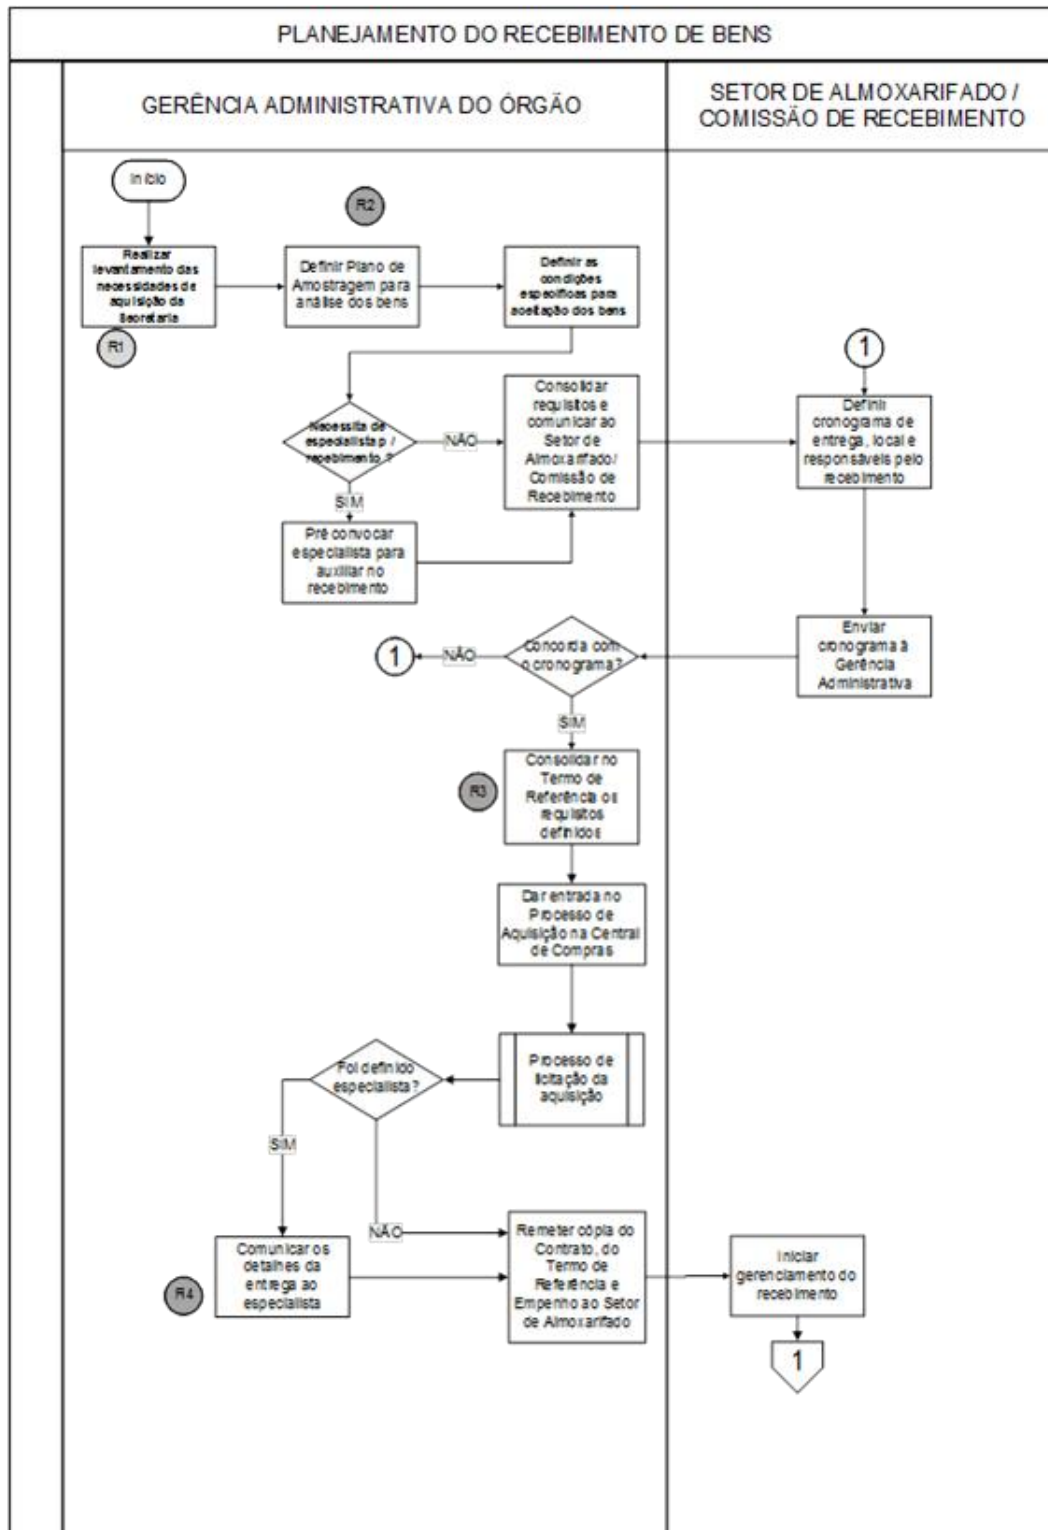 PLANEJAMENTO DO RECEBIMENTO DE BENS
GERÊNCIA ADMINISTRATIVA DO ÓRGÃO
SETOR DE ALMOXARIFADO /
COMISSÃO DE RECEBIMENTO
Início
R2
Realizar
levantamento das
necessidades de
aquisição da
Secretaria
Definir Plano de
Amostragem para
análise dos bens
Definir as
condições
específicas para
aceitação dos bens
R1
1
Necessita de
especialista p /
recebimento ?
NÃO
Consolidar
requisitos e
comunicar ao
Setor de
Almoxarifado/
Comissão de
Recebimento
Definir
cronograma de
entrega, local e
responsáveis pelo
recebimento
SIM
Pré convocar
especialista para
auxiliar no
recebimento
1
NÃO
Concorda com
o cronograma?
Enviar
cronograma à
Gerência
Administrativa
SIM
R3
Consolidar no
Termo de
Referência os
requisitos
definidos
Dar entrada no
Processo de
Aquisição na Central
de Compras
Foi definido
especialista?
Processo de
licitação da
aquisição
SIM
NÃO
R4
Comunicar os
detalhes da
entrega ao
especialista
Remeter cópia do
Contrato, do
Termo de
Referência e
Empenho ao Setor
de Almoxarifado
Iniciar
gerenciamento do
recebimento
1